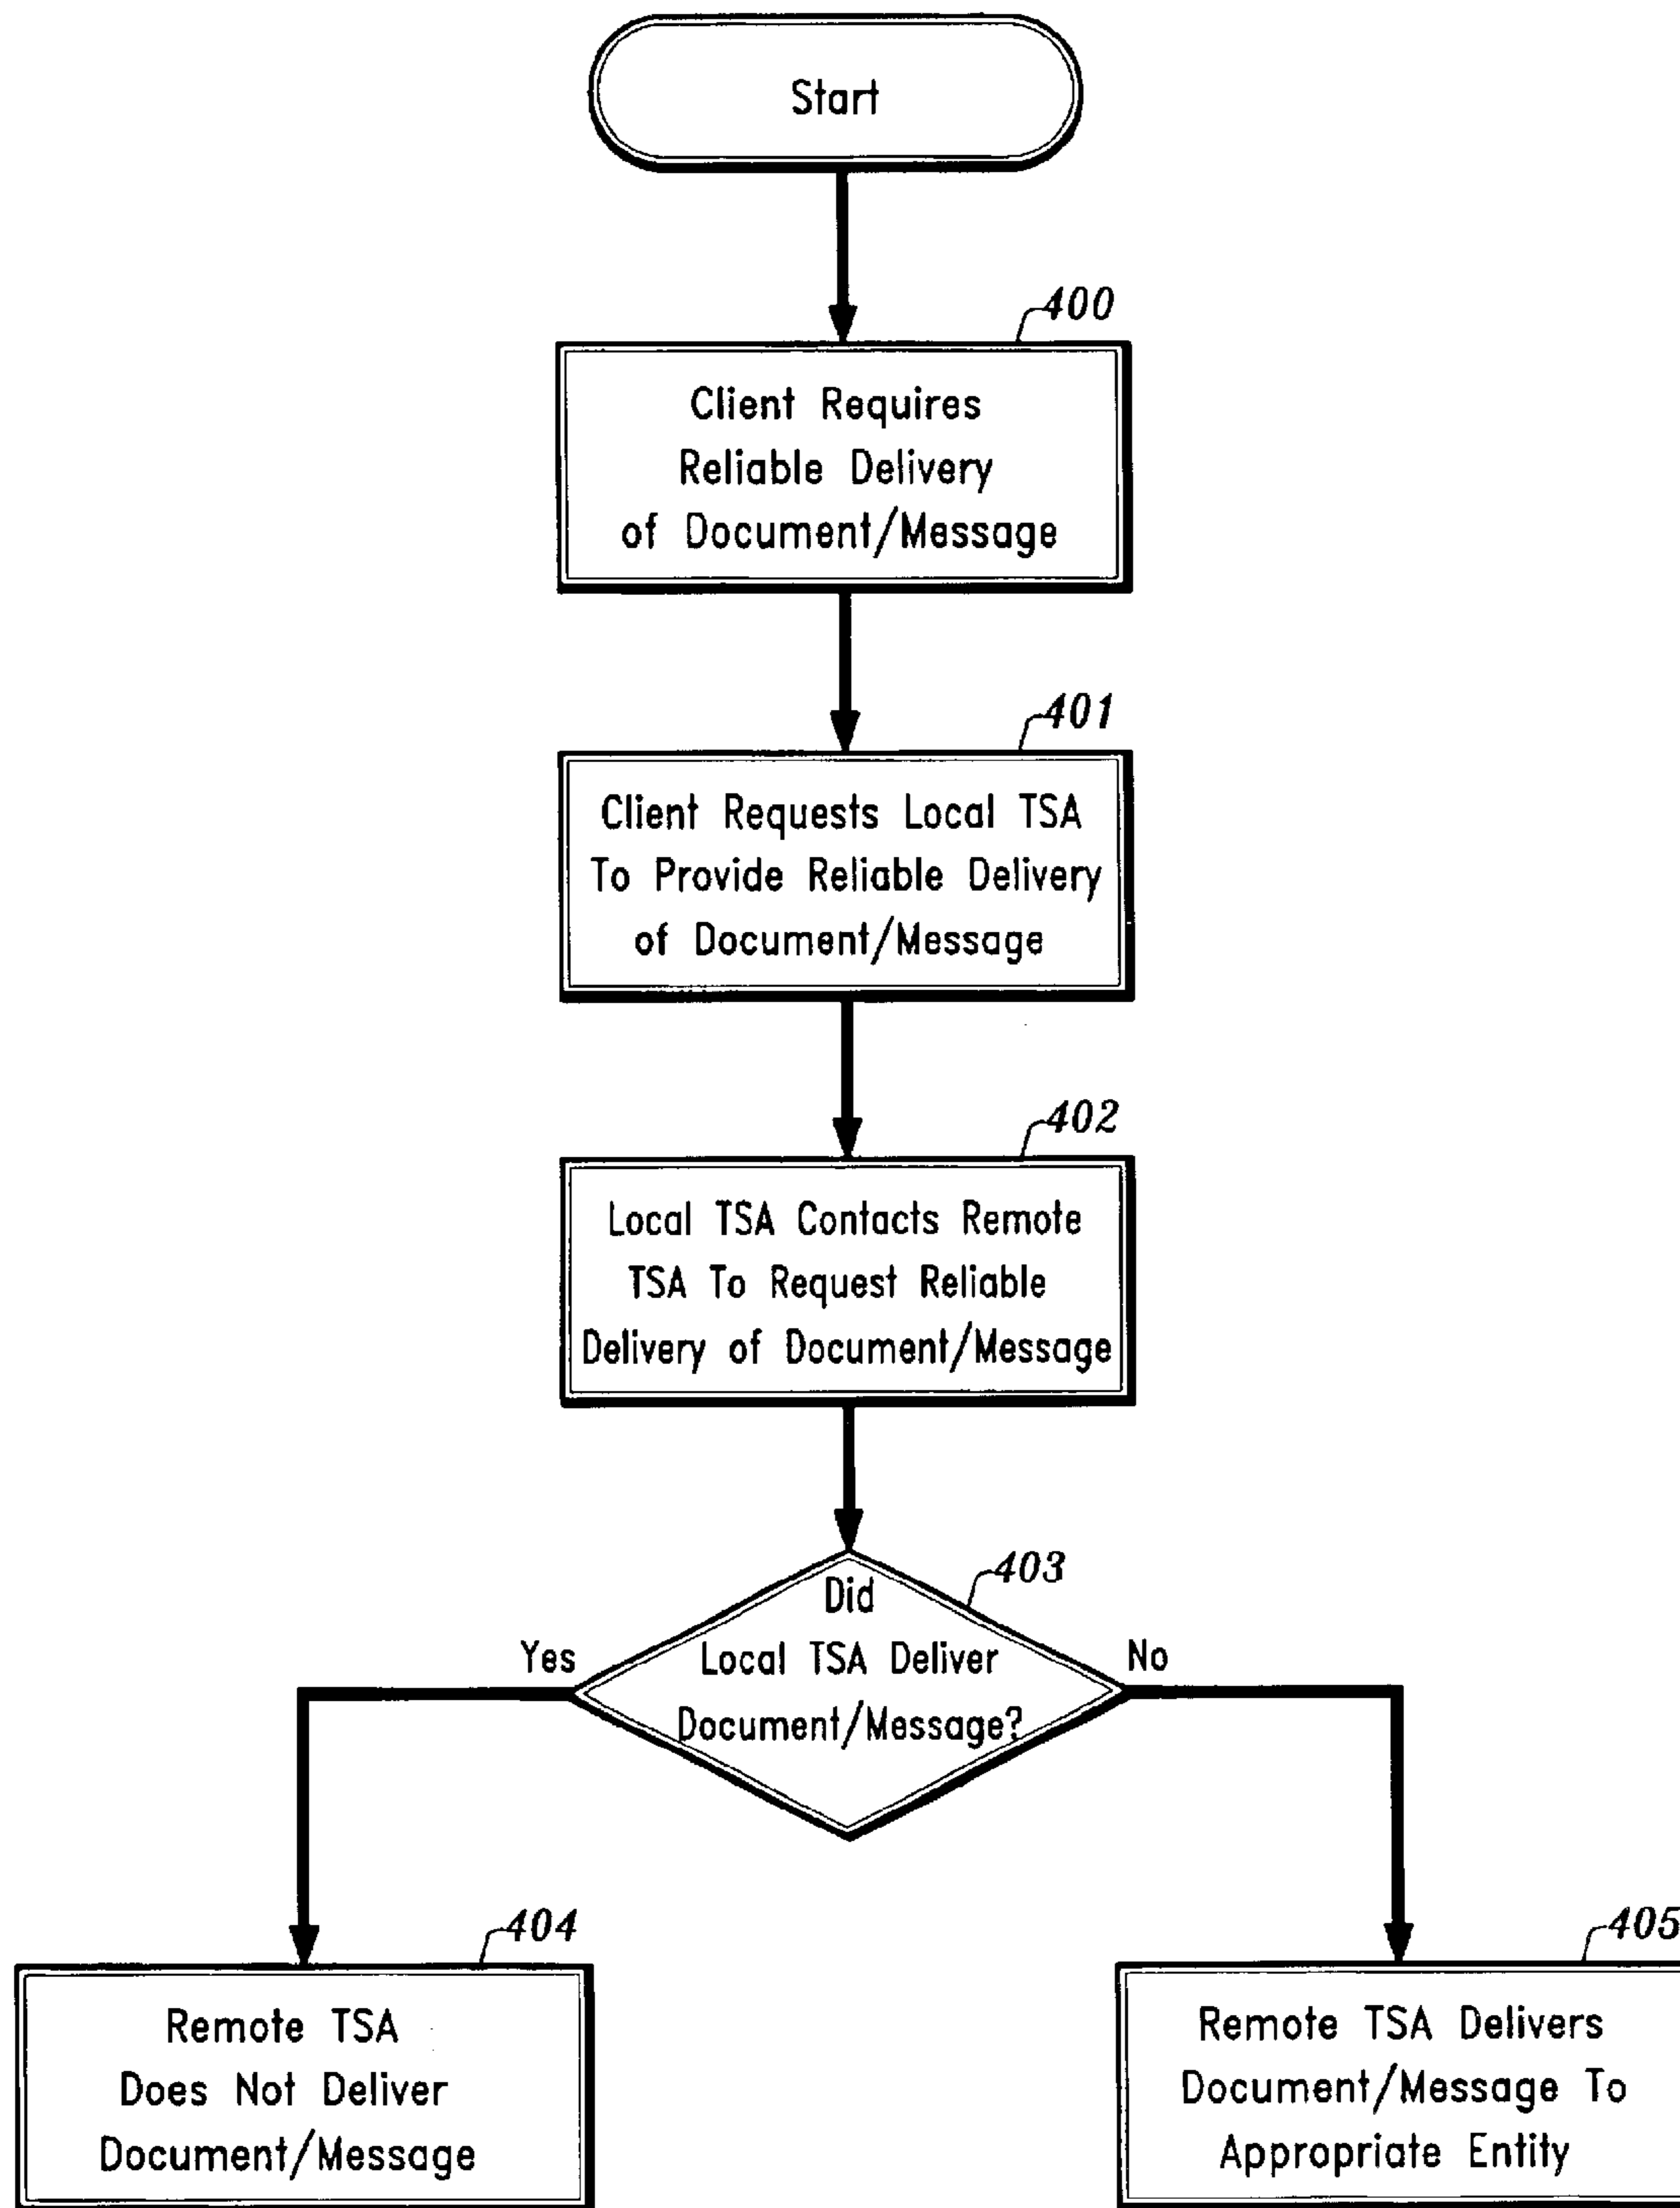 Start
400
Client Requires
Reliable Delivery
of Document/Message
401
Client Requests Local TSA
To Provide Reliable Delivery
of Document/Message
402
Local TSA Contacts Remote
TSA To Request Reliable
Delivery of Document/Message
403
Did
Local TSA Deliver
Document/Message?
Yes
No
404
Remote TSA
Does Not Deliver
Document/Message
405
Remote TSA Delivers
Document/Message To
Appropriate Entity